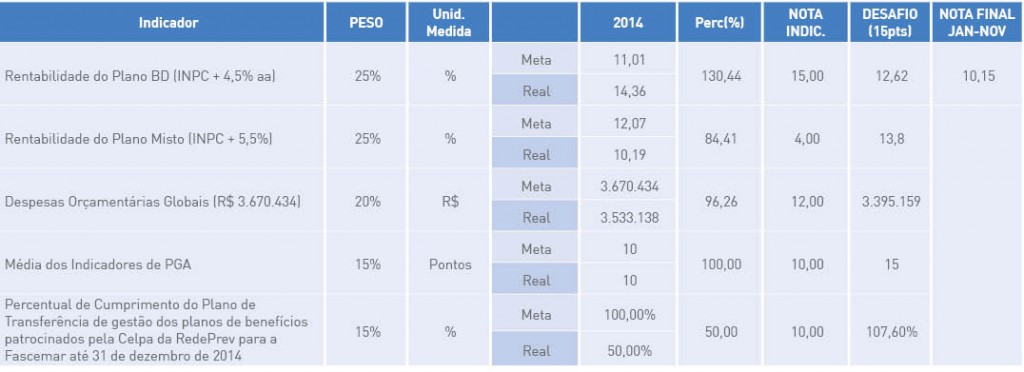 Indicador PESO Unid. Medida 2014 Perc(%) NOTA INDIC. DESAFIO (15pts) NOTA FINAL JAN-NOV
Rentabilidade do Plano BD (INPC + 4,5% aa) 25% % Meta 11,01 130,44 15,00 12,62 10,15
Real 14,36
Rentabilidade do Plano Misto (INPC + 5,5%) 25% % Meta 12,07 84,41 4,00 13,8
Real 10,19
Despesas Orçamentárias Globais (R$ 3.670.434) 20% R$ Meta 3.670.434 96,26 12,00 3.395.159
Real 3.533.138
Média dos Indicadores de PGA 15% Pontos Meta 10 100,00 10,00 15
Real 10
Percentual de Cumprimento do Plano de
Transferência de gestão dos planos de benefícios
patrocinados pela Celpa da RedePrev para a
Fascemar até 31 de dezembro de 2014 15% % Meta 100,00% 50,00 10,00 107,60%
Real 50,00%